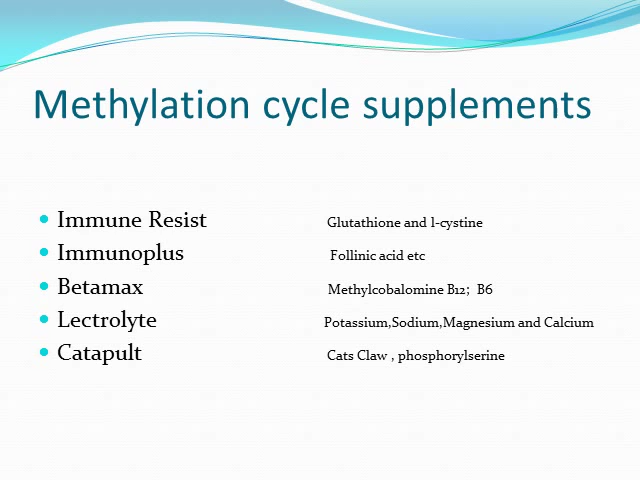 Methylation cycle supplements
Immune Resist Glutathione and l-cystine
Immunoplus Follinic acid etc
Betamax Methylcobalomine B12; B6
Lectrolyte Potassium,Sodium,Magnesium and Calcium
Catapult Cats Claw , phosphorylserine